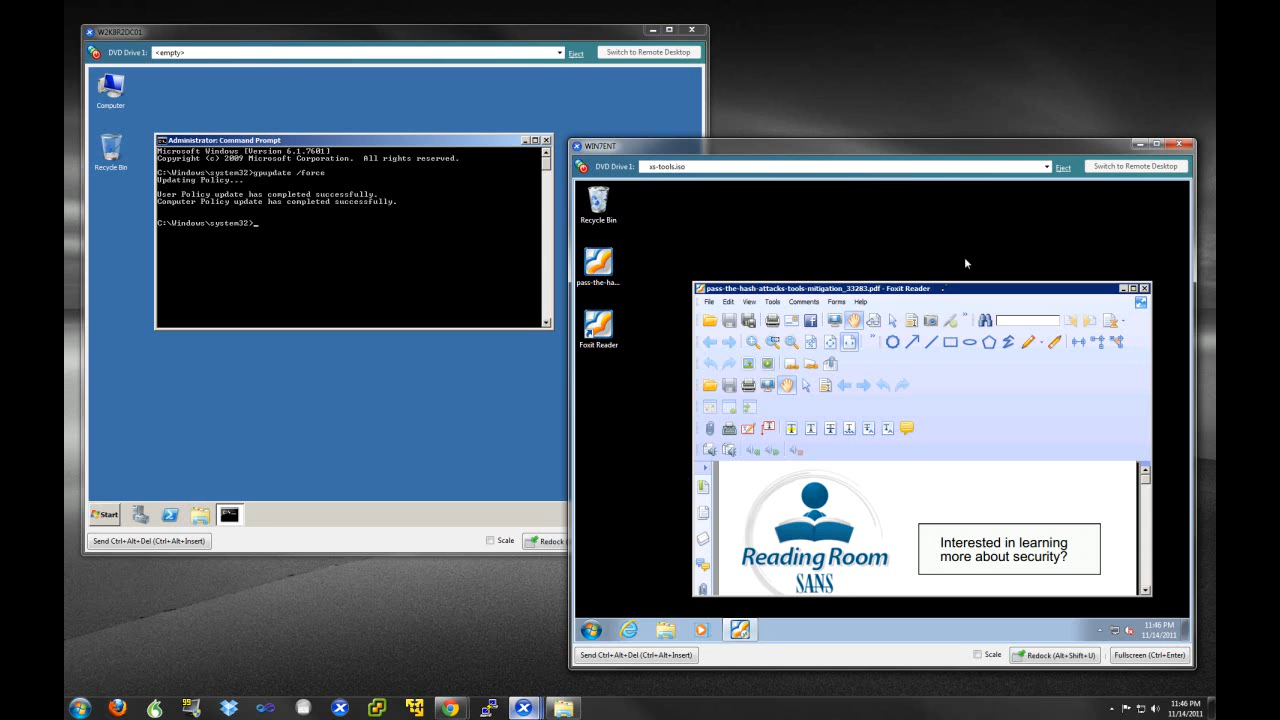 W2K8R2DC01
DVD Drive 1: <empty> Eject Switch to Remote Desktop
Computer
Recycle Bin
Administrator: Command Prompt
Microsoft Windows [Version 6.1.7601]
Copyright (c) 2009 Microsoft Corporation.  All rights reserved.
C:\Windows\system32>gpupdate /force
Updating Policy...
User Policy update has completed successfully.
Computer Policy update has completed successfully.
C:\Windows\system32>_
Start
Send Ctrl+Alt+Del (Ctrl+Alt+Insert) Scale Redock
WIN7ENT
DVD Drive 1: xs-tools.iso Eject Switch to Remote Desktop
Recycle Bin
pass-the-ha...
Foxit Reader
pass-the-hash-attacks-tools-mitigation_33283.pdf - Foxit Reader
File Edit View Tools Comments Forms Help
Reading Room
SANS
Interested in learning
more about security?
11:46 PM
11/14/2011
Send Ctrl+Alt+Del (Ctrl+Alt+Insert) Scale Redock (Alt+Shift+U) Fullscreen (Ctrl+Enter)
99
11:46 PM
11/14/2011